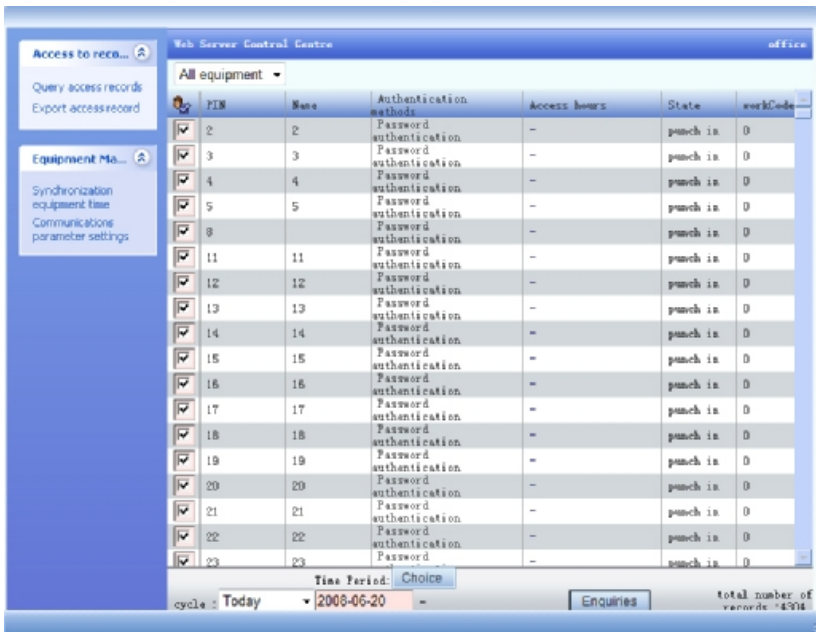 Web Server Control Centre office
Access to reco...
Query access records
Export access record
Equipment Ma...
Synchronization
equipment time
Communications
parameter settings
All equipment
PIN Name Authentication methods Access hours State workCode
2 2 Password authentication - punch in 0
3 3 Password authentication - punch in 0
4 4 Password authentication - punch in 0
5 5 Password authentication - punch in 0
8 Password authentication - punch in 0
11 11 Password authentication - punch in 0
12 12 Password authentication - punch in 0
13 13 Password authentication - punch in 0
14 14 Password authentication - punch in 0
15 15 Password authentication - punch in 0
16 16 Password authentication - punch in 0
17 17 Password authentication - punch in 0
18 18 Password authentication - punch in 0
19 19 Password authentication - punch in 0
20 20 Password authentication - punch in 0
21 21 Password authentication - punch in 0
22 22 Password authentication - punch in 0
23 23 Password authentication - punch in 0
Time Period: Choice
cycle : Today 2008-06-20 - Enquiries
total number of
records :4304